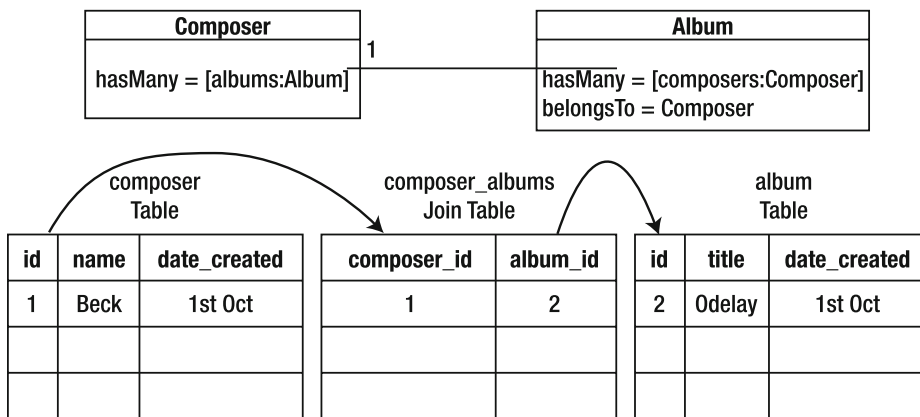 Composer
1
hasMany = [albums:Album]
Album
hasMany = [composers:Composer]
belongsTo = Composer
composer
Table
composer_albums
Join Table
album
Table
id name date_created
1 Beck 1st Oct
composer_id album_id
1 2
id title date_created
2 Odelay 1st Oct